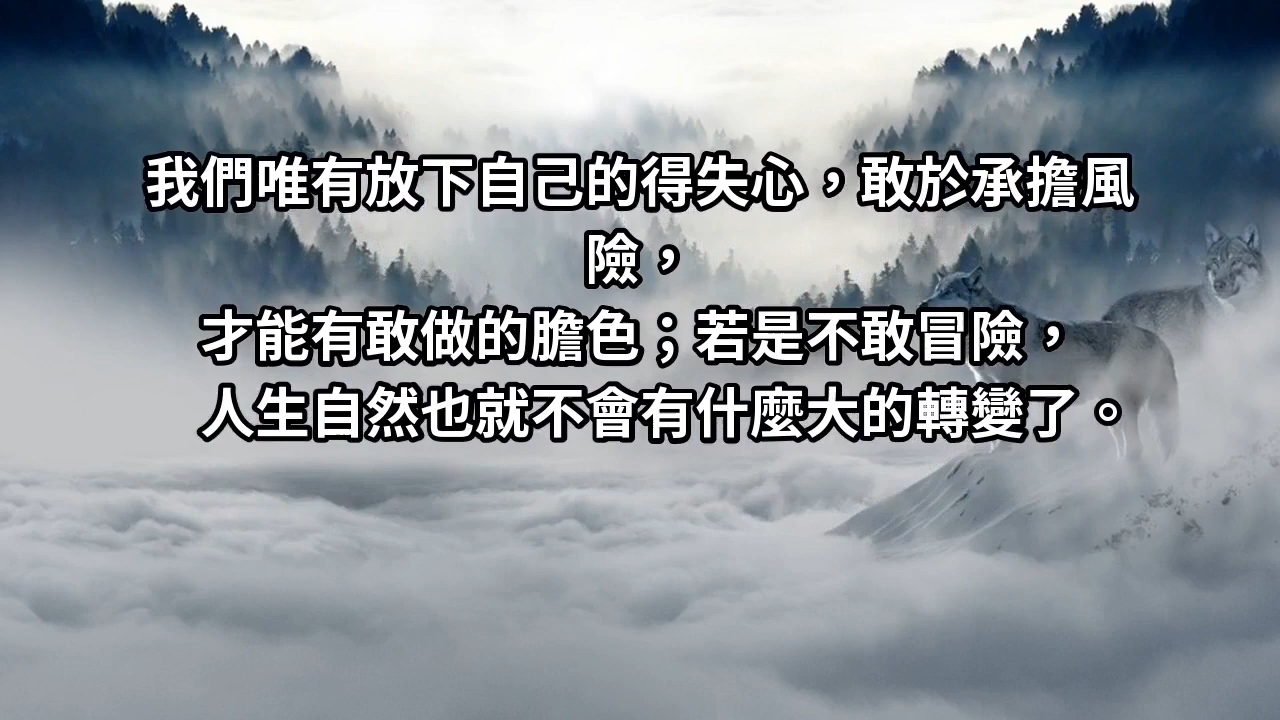 我們唯有放下自己的得失心，敢於承擔風
險，
才能有敢做的膽色；若是不敢冒險，
人生自然也就不會有什麼大的轉變了。